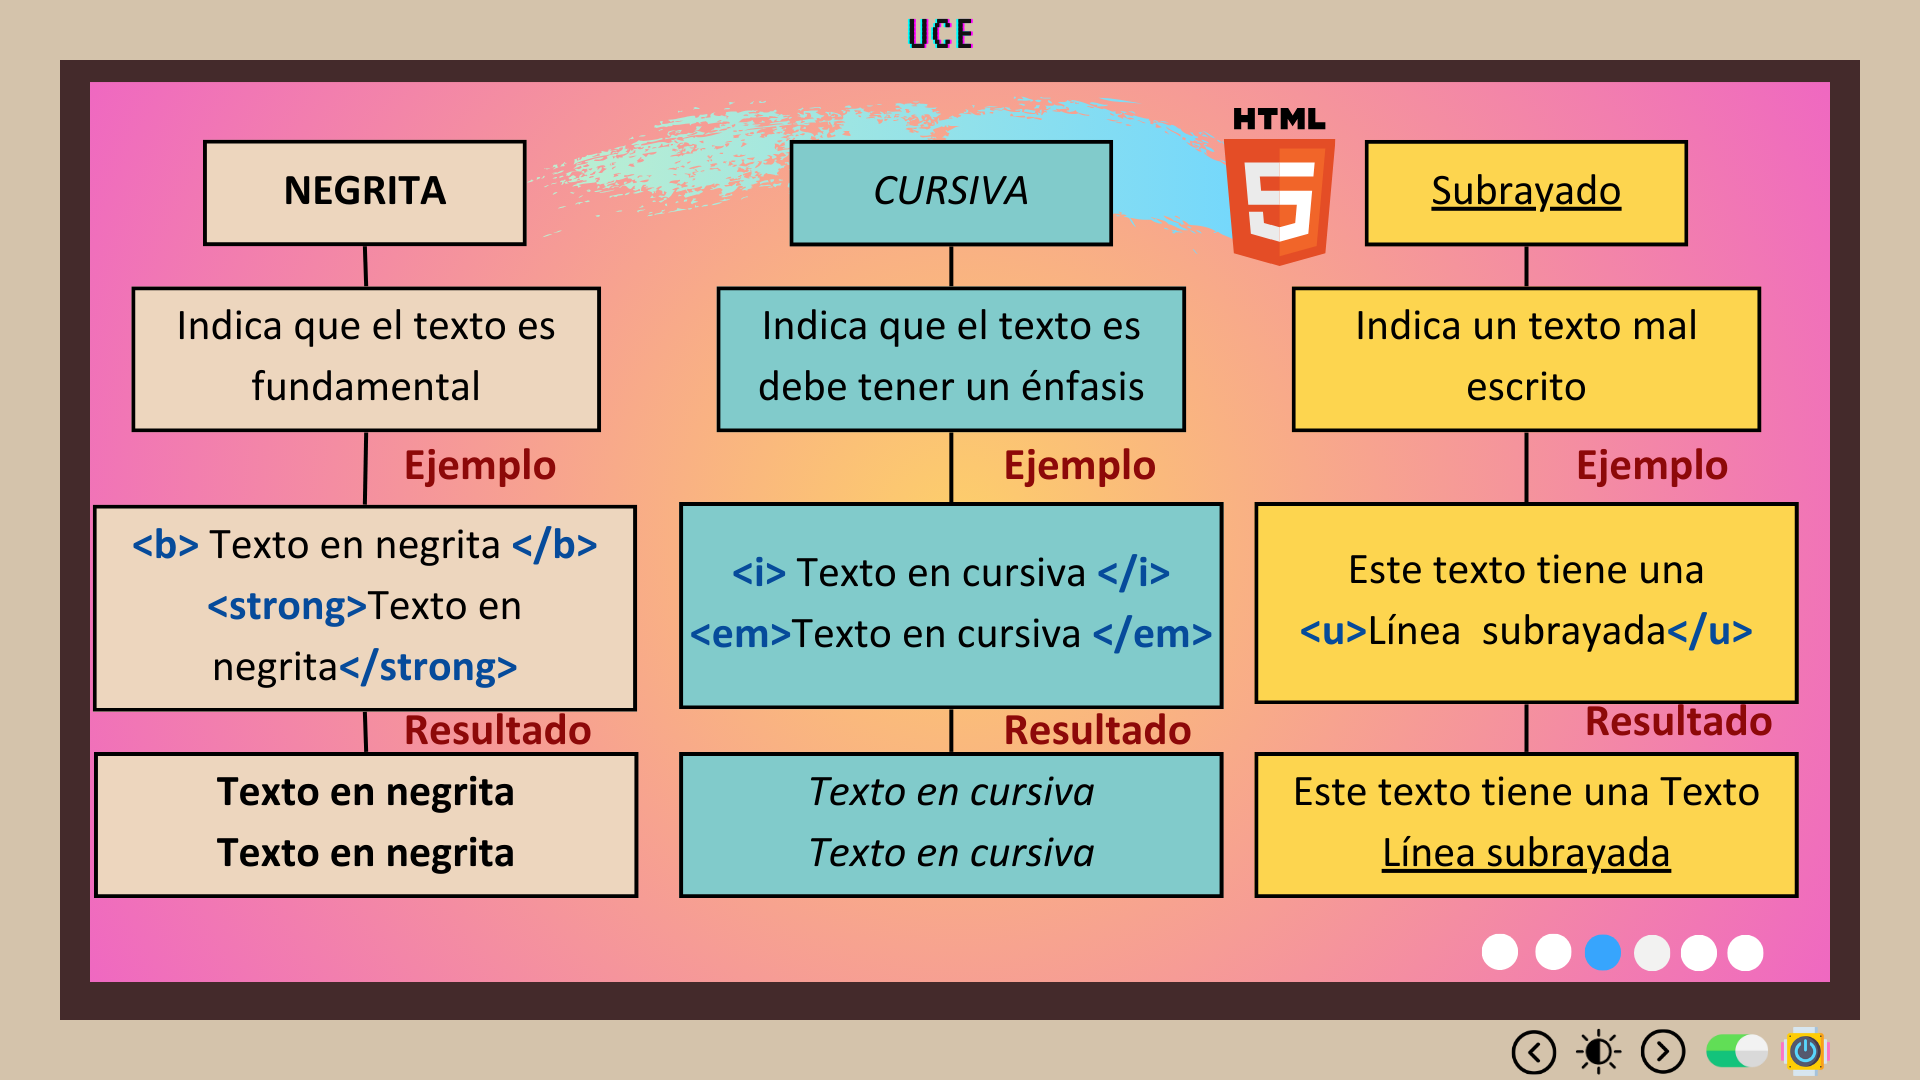 UCE
HTML
NEGRITA
Indica que el texto es
fundamental
Ejemplo
<b> Texto en negrita </b>
<strong>Texto en
negrita</strong>
Resultado
Texto en negrita
Texto en negrita
CURSIVA
Indica que el texto es
debe tener un énfasis
Ejemplo
<i> Texto en cursiva </i>
<em>Texto en cursiva </em>
Resultado
Texto en cursiva
Texto en cursiva
Subrayado
Indica un texto mal
escrito
Ejemplo
Este texto tiene una
<u>Línea  subrayada</u>
Resultado
Este texto tiene una Texto
Línea subrayada